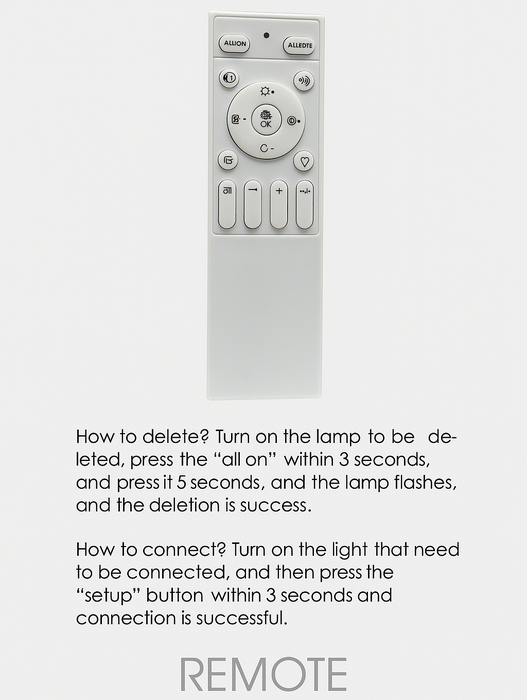 ALLION ALLEDTE
OK
How to delete? Turn on the lamp to be de-
leted, press the “all on” within 3 seconds,
and press it 5 seconds, and the lamp flashes,
and the deletion is success.
How to connect? Turn on the light that need
to be connected, and then press the
“setup” button within 3 seconds and
connection is successful.
REMOTE